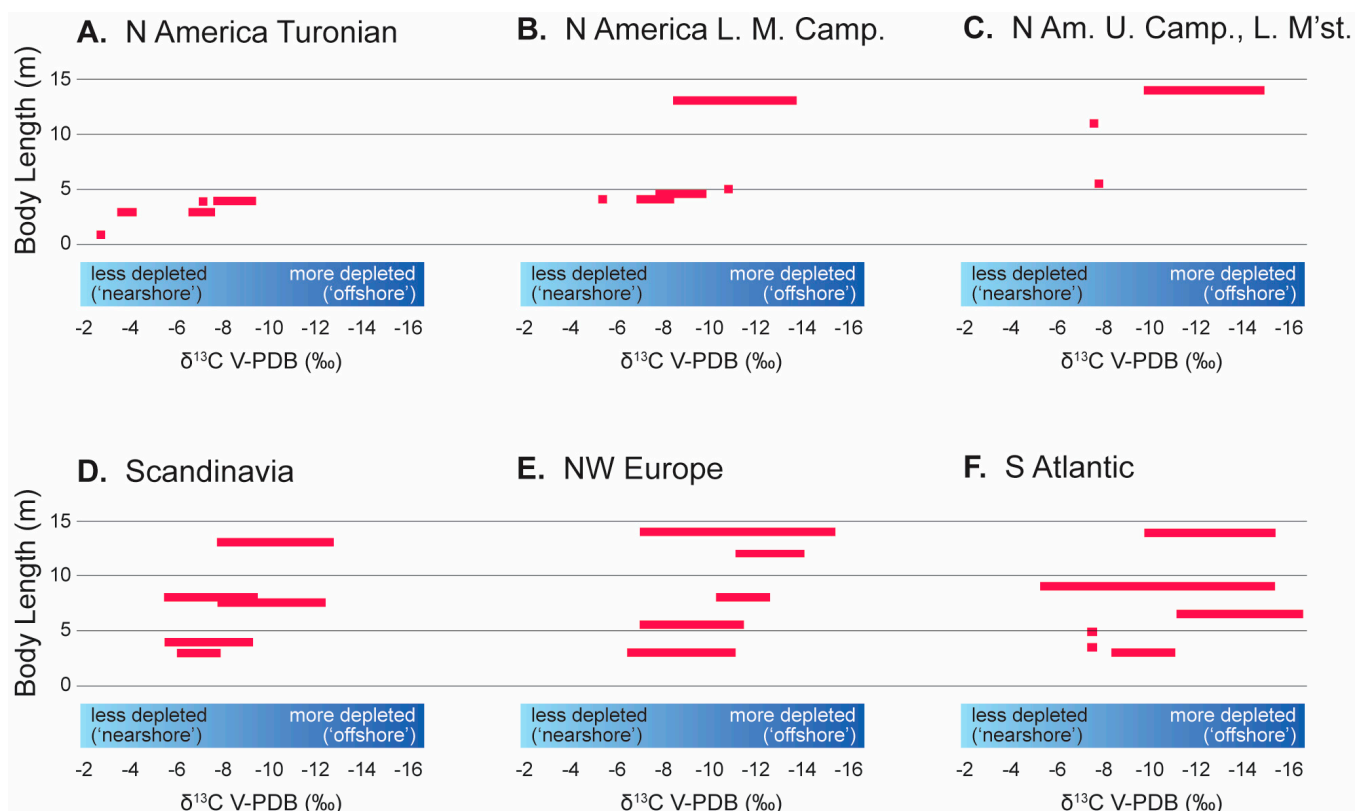 A. N America Turonian
B. N America L. M. Camp.
C. N Am. U. Camp., L. M'st.
Body Length (m)
15
10
5
0
less depleted
('nearshore')
more depleted
('offshore')
less depleted
('nearshore')
more depleted
('offshore')
less depleted
('nearshore')
more depleted
('offshore')
-2 -4 -6 -8 -10 -12 -14 -16
-2 -4 -6 -8 -10 -12 -14 -16
-2 -4 -6 -8 -10 -12 -14 -16
δ¹³C V-PDB (‰)
δ¹³C V-PDB (‰)
δ¹³C V-PDB (‰)
D. Scandinavia
E. NW Europe
F. S Atlantic
Body Length (m)
15
10
5
0
less depleted
('nearshore')
more depleted
('offshore')
less depleted
('nearshore')
more depleted
('offshore')
less depleted
('nearshore')
more depleted
('offshore')
-2 -4 -6 -8 -10 -12 -14 -16
-2 -4 -6 -8 -10 -12 -14 -16
-2 -4 -6 -8 -10 -12 -14 -16
δ¹³C V-PDB (‰)
δ¹³C V-PDB (‰)
δ¹³C V-PDB (‰)